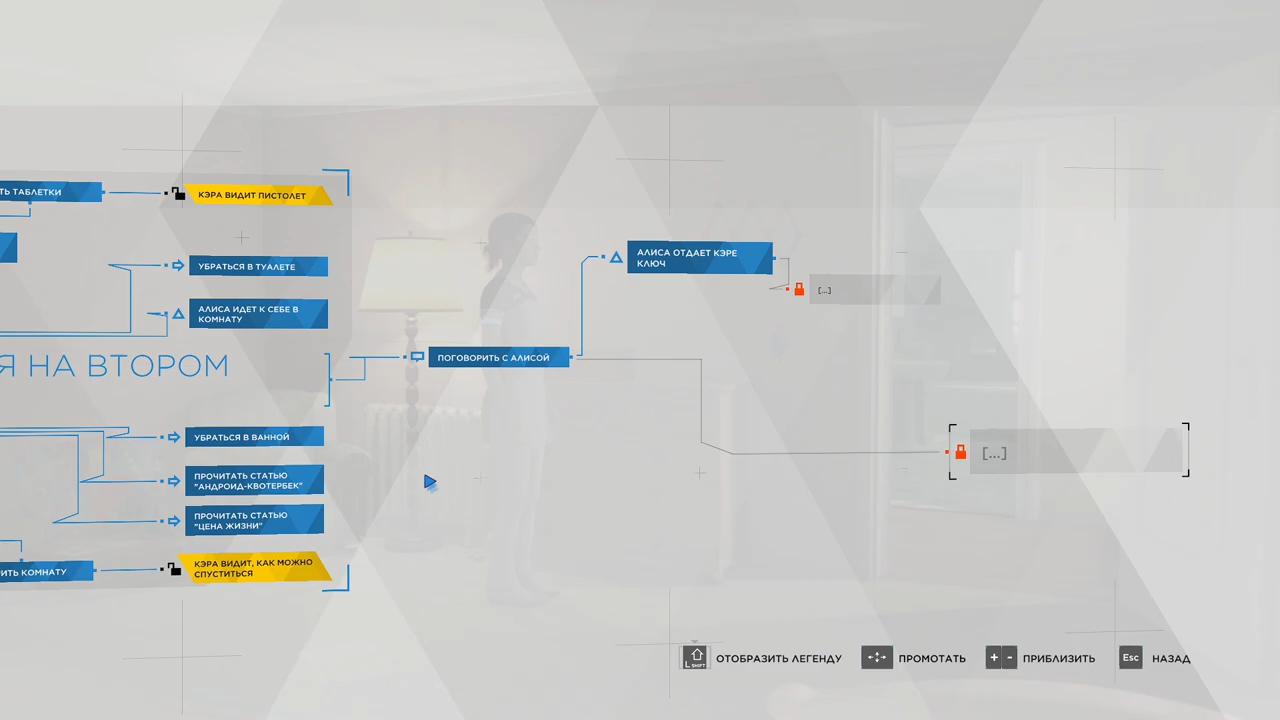 ТЬ ТАБЛЕТКИ
КЭРА ВИДИТ ПИСТОЛЕТ
УБРАТЬСЯ В ТУАЛЕТЕ
АЛИСА ИДЕТ К СЕБЕ В
КОМНАТУ
Я НА ВТОРОМ
АЛИСА ОТДАЕТ КЭРЕ
КЛЮЧ
[...]
ПОГОВОРИТЬ С АЛИСОЙ
[...]
УБРАТЬСЯ В ВАННОЙ
ПРОЧИТАТЬ СТАТЬЮ
"АНДРОИД-КВОТЕРБЕК"
ПРОЧИТАТЬ СТАТЬЮ
"ЦЕНА ЖИЗНИ"
ИТЬ КОМНАТУ
КЭРА ВИДИТ, КАК МОЖНО
СПУСТИТЬСЯ
L SHIFT ОТОБРАЗИТЬ ЛЕГЕНДУ ПРОМОТАТЬ + - ПРИБЛИЗИТЬ Esc НАЗАД